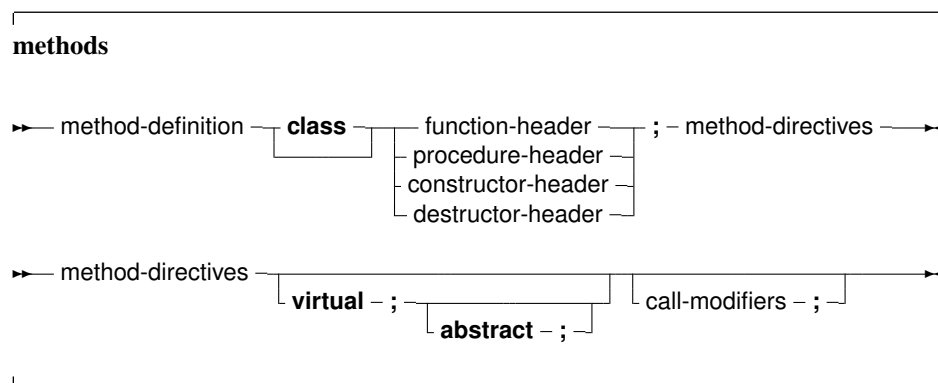 methods
method-definition class function-header ; method-directives
procedure-header
constructor-header
destructor-header
method-directives
virtual ; call-modifiers ;
abstract ;